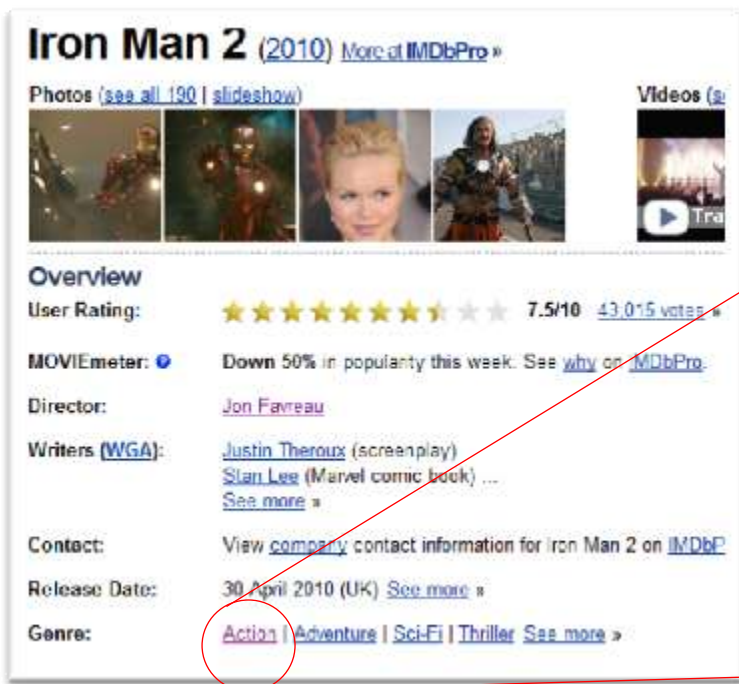 Iron Man 2 (2010) More at IMDbPro »
Photos (see all 190 | slideshow) Videos (s
Tra
Overview
User Rating: 7.5/10 43,015 votes »
MOVIEmeter: Down 50% in popularity this week. See why on IMDbPro.
Director: Jon Favreau
Writers (WGA): Justin Theroux (screenplay)
Stan Lee (Marvel comic book) ...
See more »
Contact: View company contact information for Iron Man 2 on IMDbP
Release Date: 30 April 2010 (UK) See more »
Genre: Action | Adventure | Sci-Fi | Thriller See more »